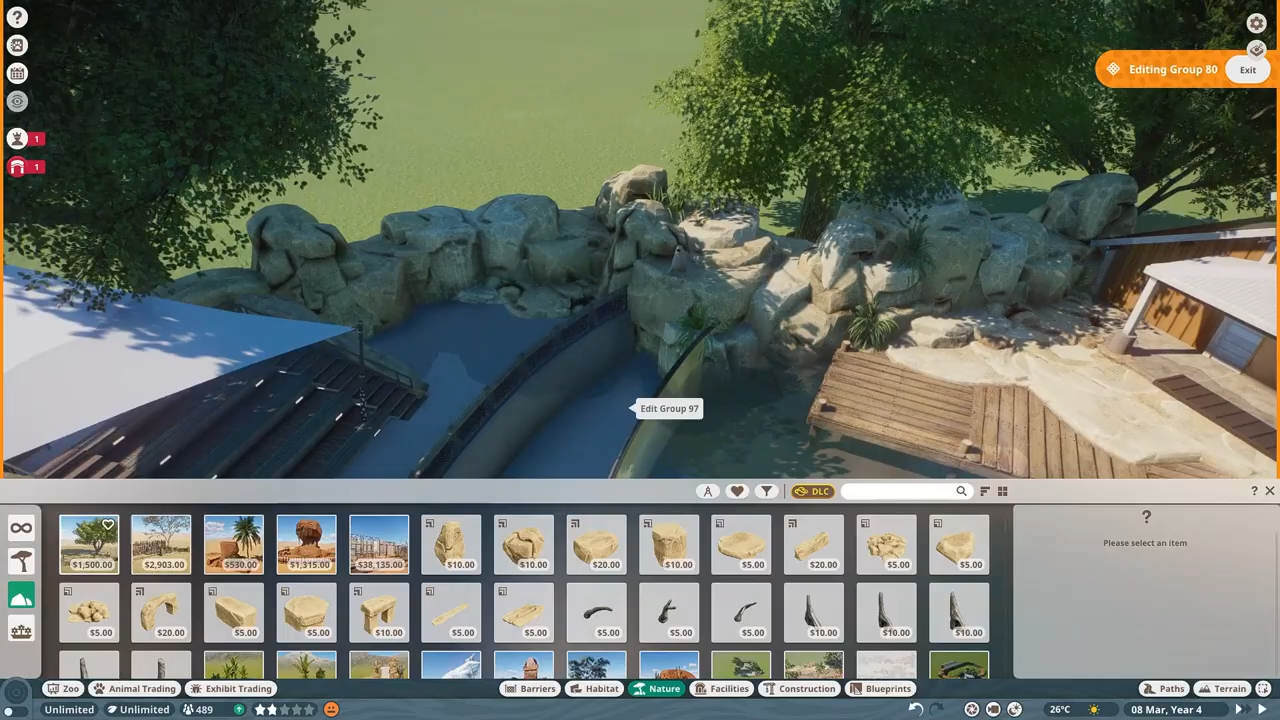 ?
1
1
Editing Group 80
Exit
Edit Group 97
DLC
? ×
$1,500.00
$2,903.00
$530.00
$1,315.00
$38,135.00
$10.00
$10.00
$20.00
$10.00
$5.00
$20.00
$5.00
$5.00
$5.00
$20.00
$5.00
$5.00
$10.00
$5.00
$5.00
$5.00
$5.00
$5.00
$10.00
$10.00
$10.00
?
Please select an item
Zoo
Animal Trading
Exhibit Trading
Barriers
Habitat
Nature
Facilities
Construction
Blueprints
Paths
Terrain
Unlimited
Unlimited
489
26°C
08 Mar, Year 4